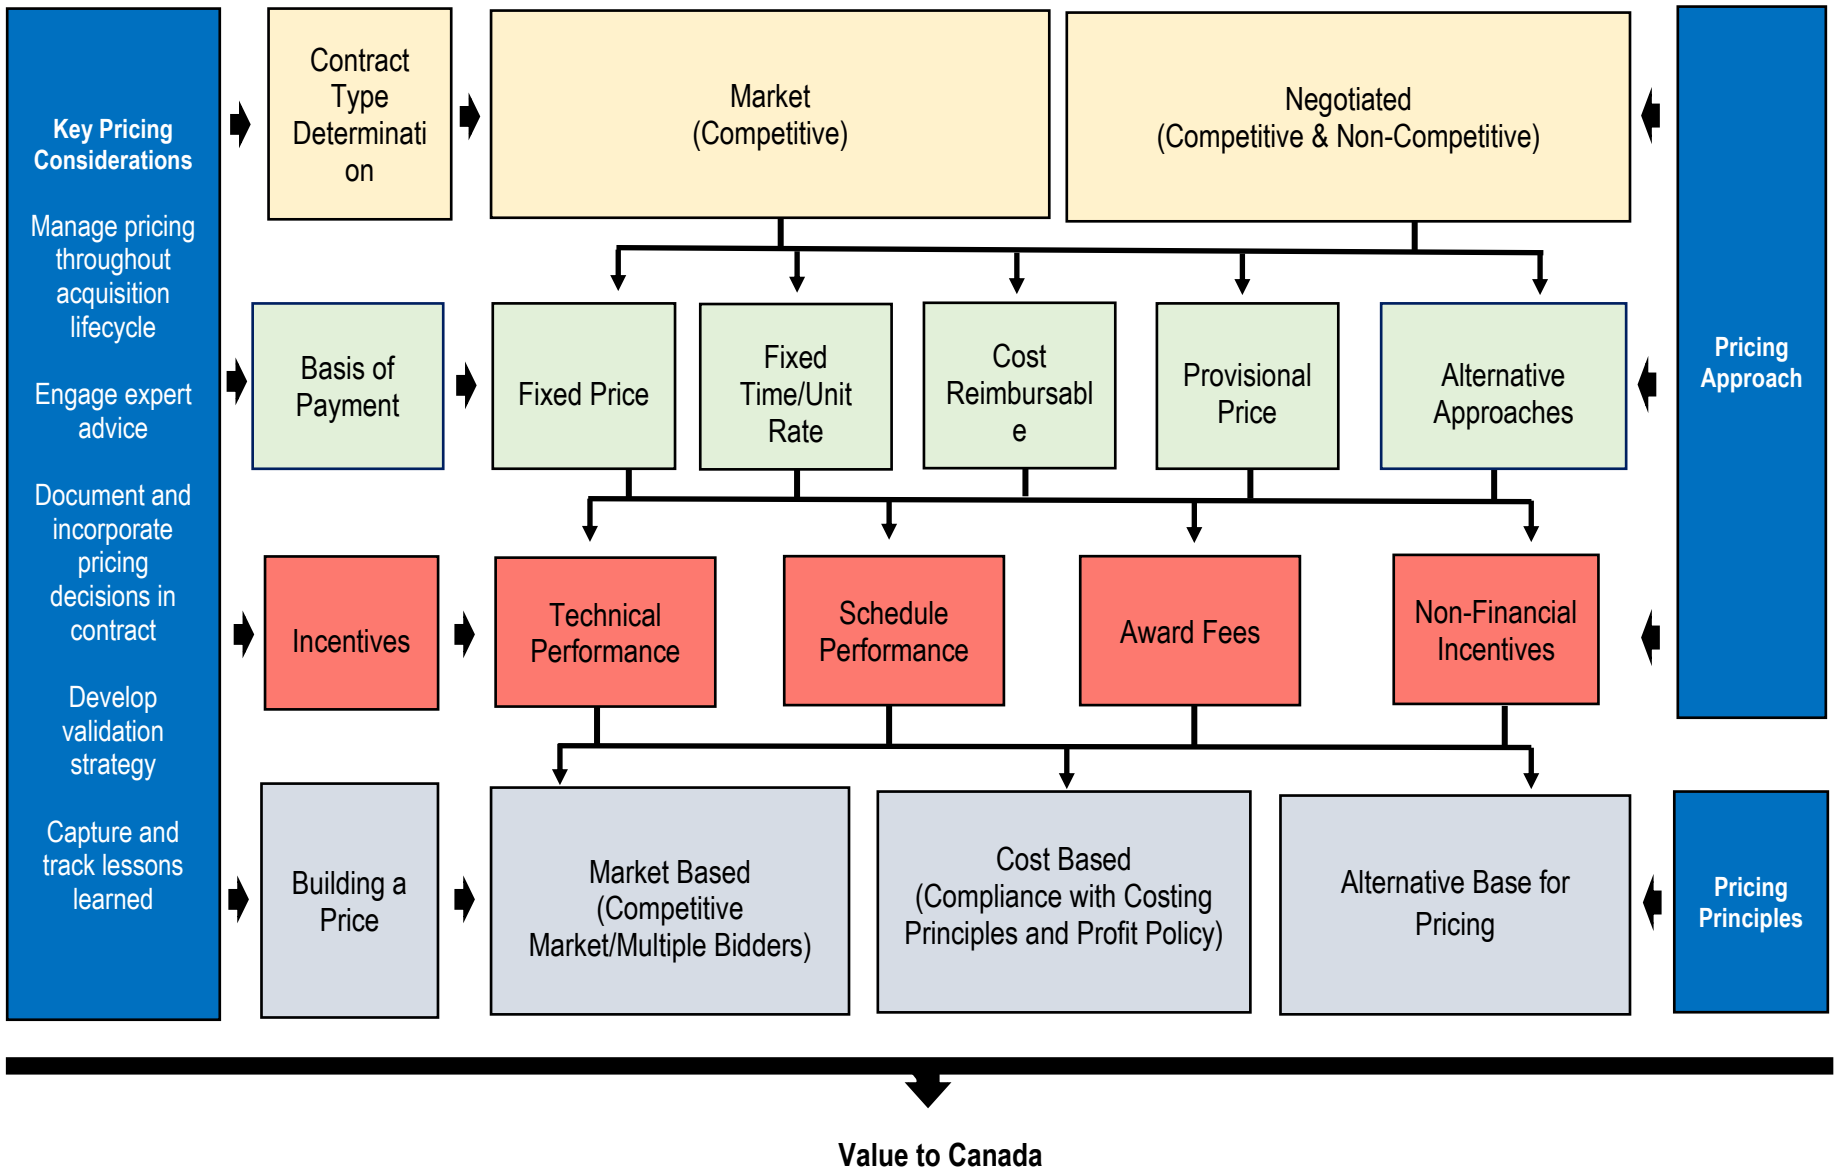 Key Pricing
Considerations
Manage pricing
throughout
acquisition
lifecycle
Engage expert
advice
Document and
incorporate
pricing
decisions in
contract
Develop
validation
strategy
Capture and
track lessons
learned
Contract
Type
Determinati
on
Market
(Competitive)
Negotiated
(Competitive & Non-Competitive)
Basis of
Payment
Fixed Price
Fixed
Time/Unit
Rate
Cost
Reimbursabl
e
Provisional
Price
Alternative
Approaches
Pricing
Approach
Incentives
Technical
Performance
Schedule
Performance
Award Fees
Non-Financial
Incentives
Building a
Price
Market Based
(Competitive
Market/Multiple Bidders)
Cost Based
(Compliance with Costing
Principles and Profit Policy)
Alternative Base for
Pricing
Pricing
Principles
Value to Canada